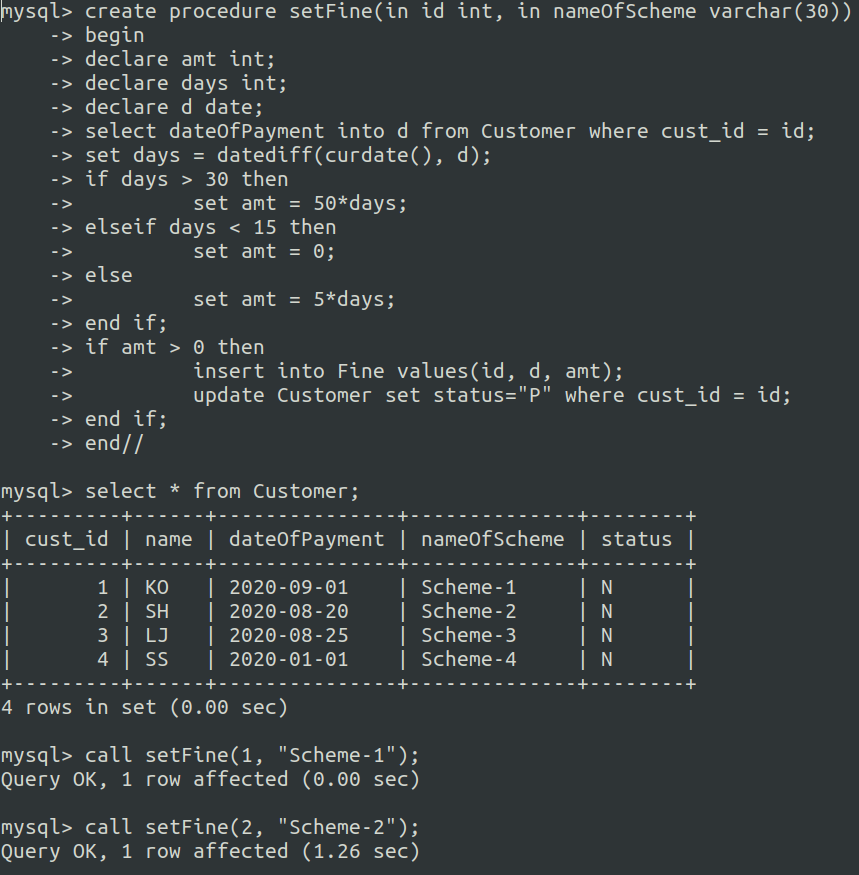 mysql> create procedure setFine(in id int, in nameOfScheme varchar(30))
    -> begin
    -> declare amt int;
    -> declare days int;
    -> declare d date;
    -> select dateOfPayment into d from Customer where cust_id = id;
    -> set days = datediff(curdate(), d);
    -> if days > 30 then
    ->          set amt = 50*days;
    -> elseif days < 15 then
    ->          set amt = 0;
    -> else
    ->          set amt = 5*days;
    -> end if;
    -> if amt > 0 then
    ->          insert into Fine values(id, d, amt);
    ->          update Customer set status="P" where cust_id = id;
    -> end if;
    -> end//
mysql> select * from Customer;
+---------+------+---------------+--------------+--------+
| cust_id | name | dateOfPayment | nameOfScheme | status |
+---------+------+---------------+--------------+--------+
|       1 | KO   | 2020-09-01    | Scheme-1     | N      |
|       2 | SH   | 2020-08-20    | Scheme-2     | N      |
|       3 | LJ   | 2020-08-25    | Scheme-3     | N      |
|       4 | SS   | 2020-01-01    | Scheme-4     | N      |
+---------+------+---------------+--------------+--------+
4 rows in set (0.00 sec)
mysql> call setFine(1, "Scheme-1");
Query OK, 1 row affected (0.00 sec)
mysql> call setFine(2, "Scheme-2");
Query OK, 1 row affected (1.26 sec)